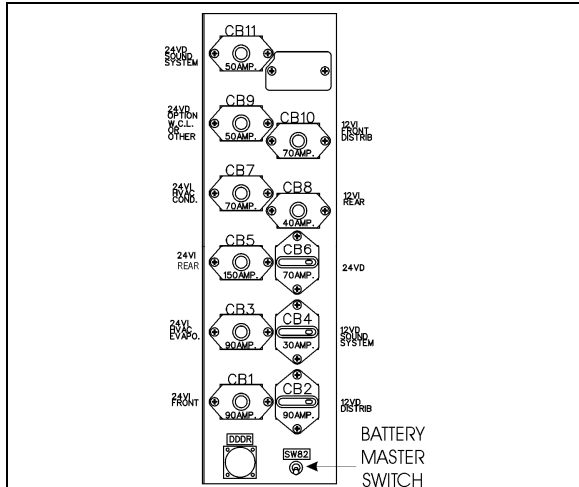 CB11
24VD
SOUND
SYSTEM
50AMP.
CB9
24VD
OPTION
W.C.L.
OR
OTHER
50AMP.
CB10
12VI
FRONT
DISTRIB
70AMP.
CB7
24VI
HVAC
COND.
70AMP.
CB8
12VI
REAR
40AMP.
CB5
24VI
REAR
150AMP.
CB6
24VD
70AMP.
CB3
24VI
HVAC
EVAPO.
90AMP.
CB4
12VD
SOUND
SYSTEM
30AMP.
CB1
24VI
FRONT
90AMP.
CB2
12VD
DISTRIB
90AMP.
DDDR
SW82
BATTERY
MASTER
SWITCH